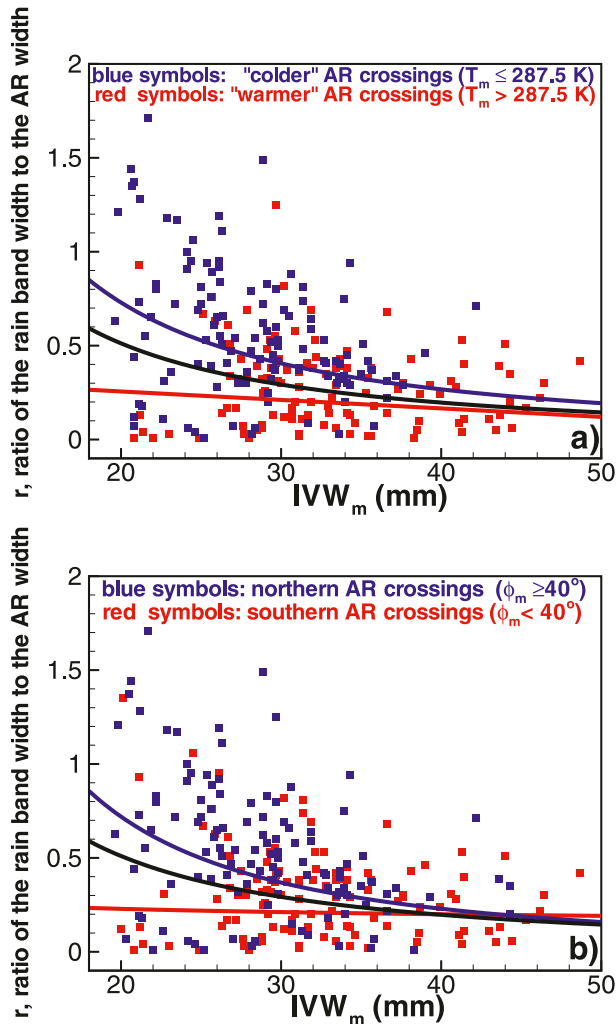 r, ratio of the rain band width to the AR width
2
blue symbols: "colder" AR crossings (Tm ≤ 287.5 K)
red symbols: "warmer" AR crossings (Tm > 287.5 K)
1.5
1
0.5
0
a)
20 30 40 50
IVWm (mm)
r, ratio of the rain band width to the AR width
2
blue symbols: northern AR crossings (ϕm ≥40°)
red symbols: southern AR crossings (ϕm < 40°)
1.5
1
0.5
0
b)
20 30 40 50
IVWm (mm)